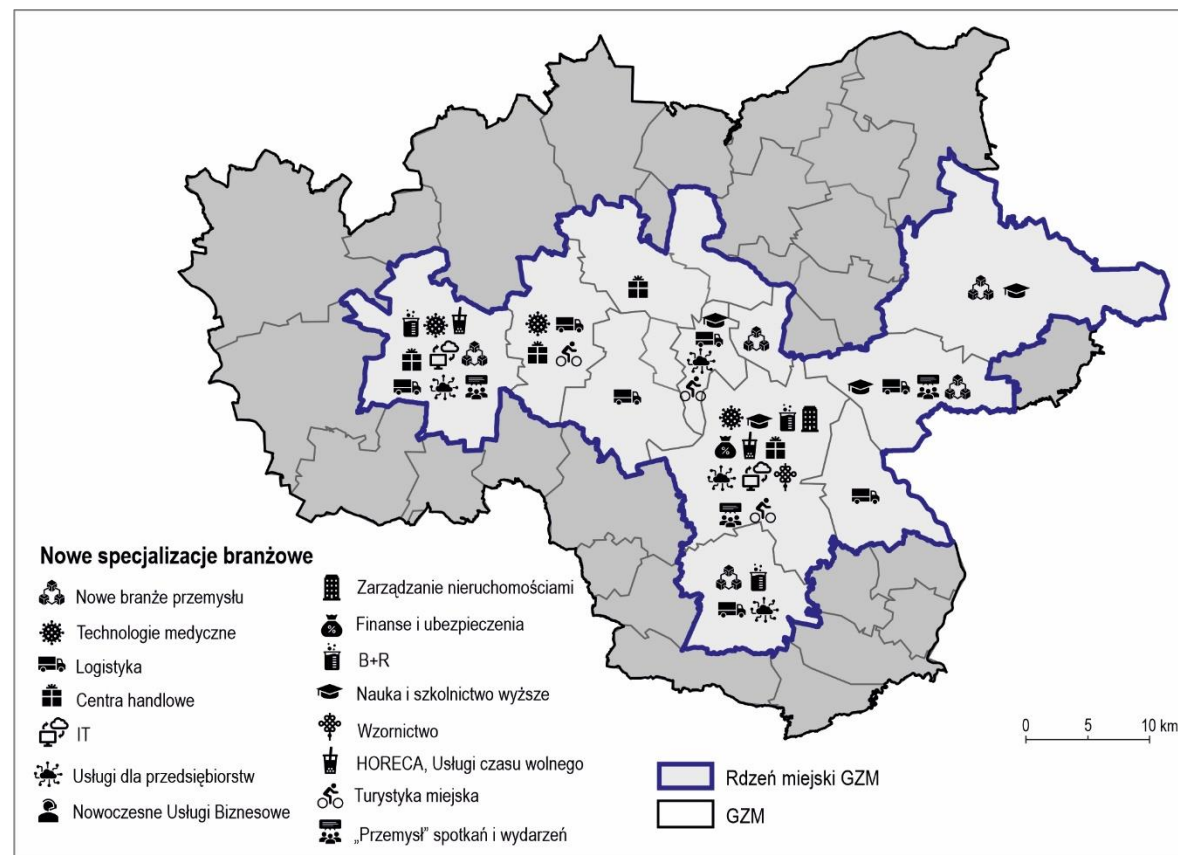 Nowe specjalizacje branżowe
Nowe branże przemysłu
Technologie medyczne
Logistyka
Centra handlowe
IT
Usługi dla przedsiębiorstw
Nowoczesne Usługi Biznesowe
Zarządzanie nieruchomościami
Finanse i ubezpieczenia
B+R
Nauka i szkolnictwo wyższe
Wzornictwo
HORECA, Usługi czasu wolnego
Turystyka miejska
„Przemysł” spotkań i wydarzeń
Rdzeń miejski GZM
GZM
0 5 10 km